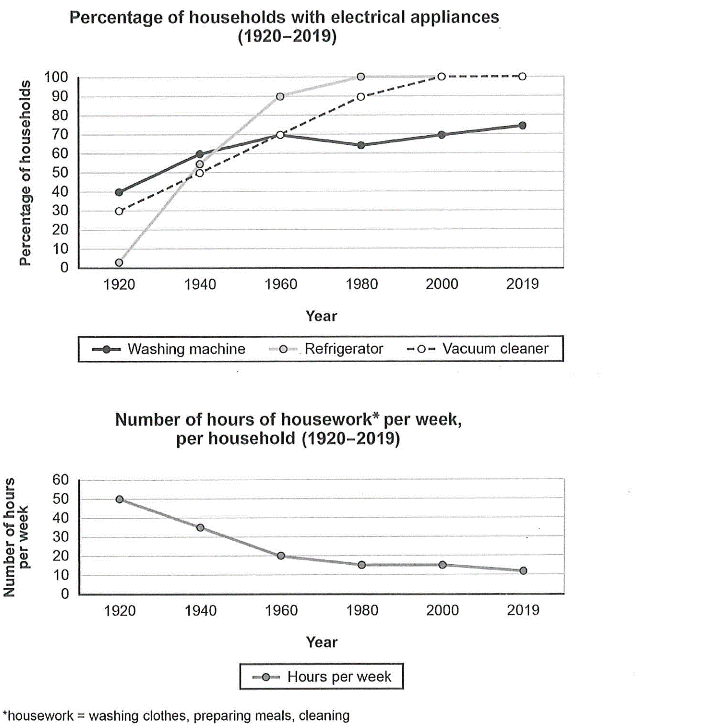 Percentage of households with electrical appliances
(1920–2019)
Percentage of households
100
90
80
70
60
50
40
30
20
10
0
1920 1940 1960 1980 2000 2019
Year
Washing machine Refrigerator Vacuum cleaner
Number of hours of housework* per week,
per household (1920–2019)
Number of hours
per week
60
50
40
30
20
10
0
1920 1940 1960 1980 2000 2019
Year
Hours per week
*housework = washing clothes, preparing meals, cleaning